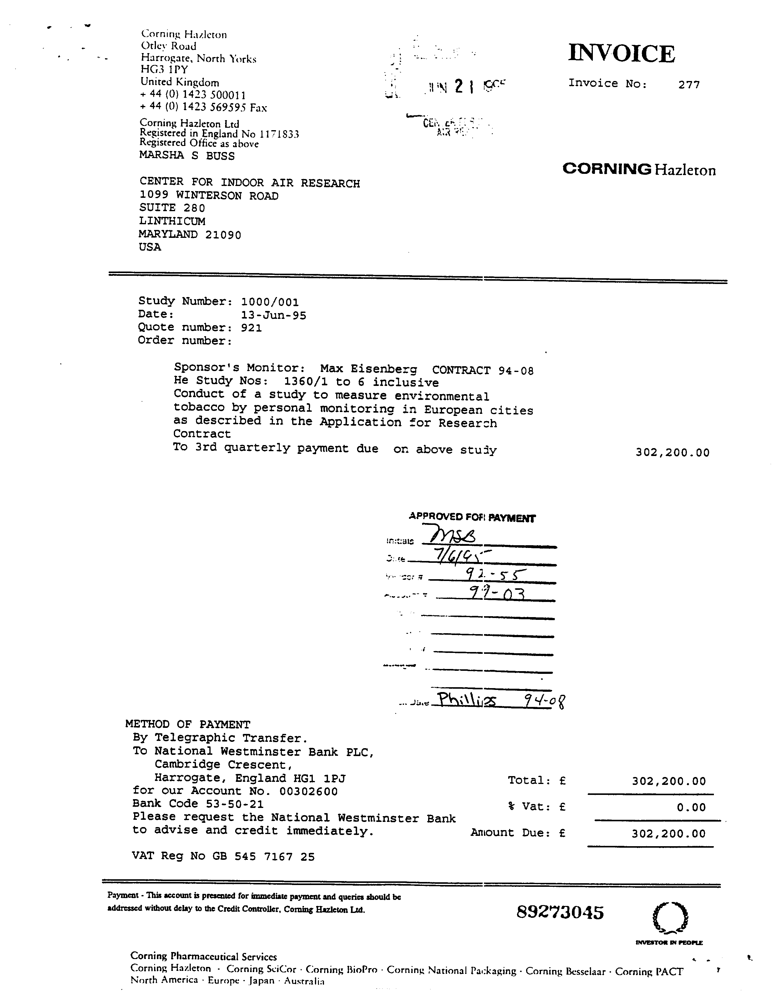 Corning Hazleton
Otley Road
Harrogate, North Yorks
HG3 1PY
United Kingdom
+ 44 (0) 1423 500011
+ 44 (0) 1423 569595 Fax
Corning Hazleton Ltd
Registered in England No 1171833
Registered Office as above
MARSHA S BUSS
INVOICE
Invoice No: 277
JUN 21
CORNING Hazleton
CENTER FOR INDOOR AIR RESEARCH
1099 WINTERSON ROAD
SUITE 280
LINTHICUM
MARYLAND 21090
USA
Study Number: 1000/001
Date: 13-Jun-95
Quote number: 921
Order number:
Sponsor's Monitor: Max Eisenberg CONTRACT 94-08
He Study Nos: 1360/1 to 6 inclusive
Conduct of a study to measure environmental
tobacco by personal monitoring in European cities
as described in the Application for Research
Contract
To 3rd quarterly payment due on above study 302,200.00
APPROVED FOR PAYMENT
Initials MSB
Date 7/6/95
92-55
99-03
Phillips 94-08
METHOD OF PAYMENT
By Telegraphic Transfer.
To National Westminster Bank PLC,
Cambridge Crescent,
Harrogate, England HG1 1PJ
for our Account No. 00302600
Bank Code 53-50-21
Please request the National Westminster Bank
to advise and credit immediately.
Total: £ 302,200.00
% Vat: £ 0.00
Amount Due: £ 302,200.00
VAT Reg No GB 545 7167 25
Payment - This account is presented for immediate payment and queries should be
addressed without delay to the Credit Controller, Corning Hazleton Ltd.
89273045
INVESTOR IN PEOPLE
Corning Pharmaceutical Services
Corning Hazleton · Corning SciCor · Corning BioPro · Corning National Packaging · Corning Besselaar · Corning PACT
North America · Europe · Japan · Australia